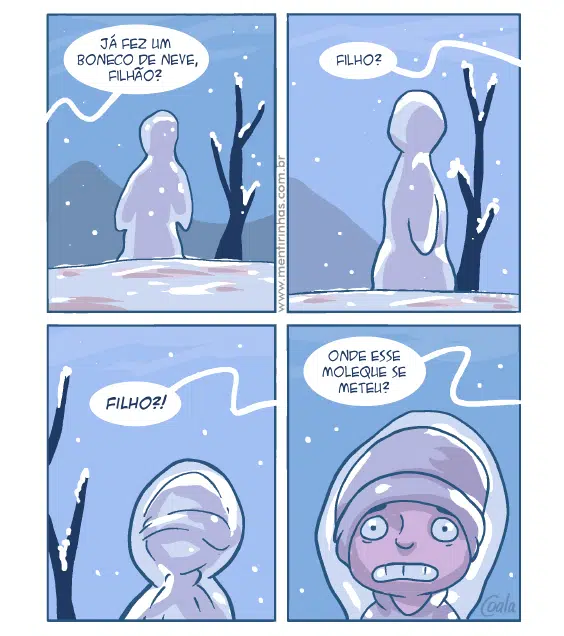 JÁ FEZ UM
BONECO DE NEVE,
FILHÃO?
FILHO?
www.mentirinhas.com.br
FILHO?!
ONDE ESSE
MOLEQUE SE
METEU?
Coala